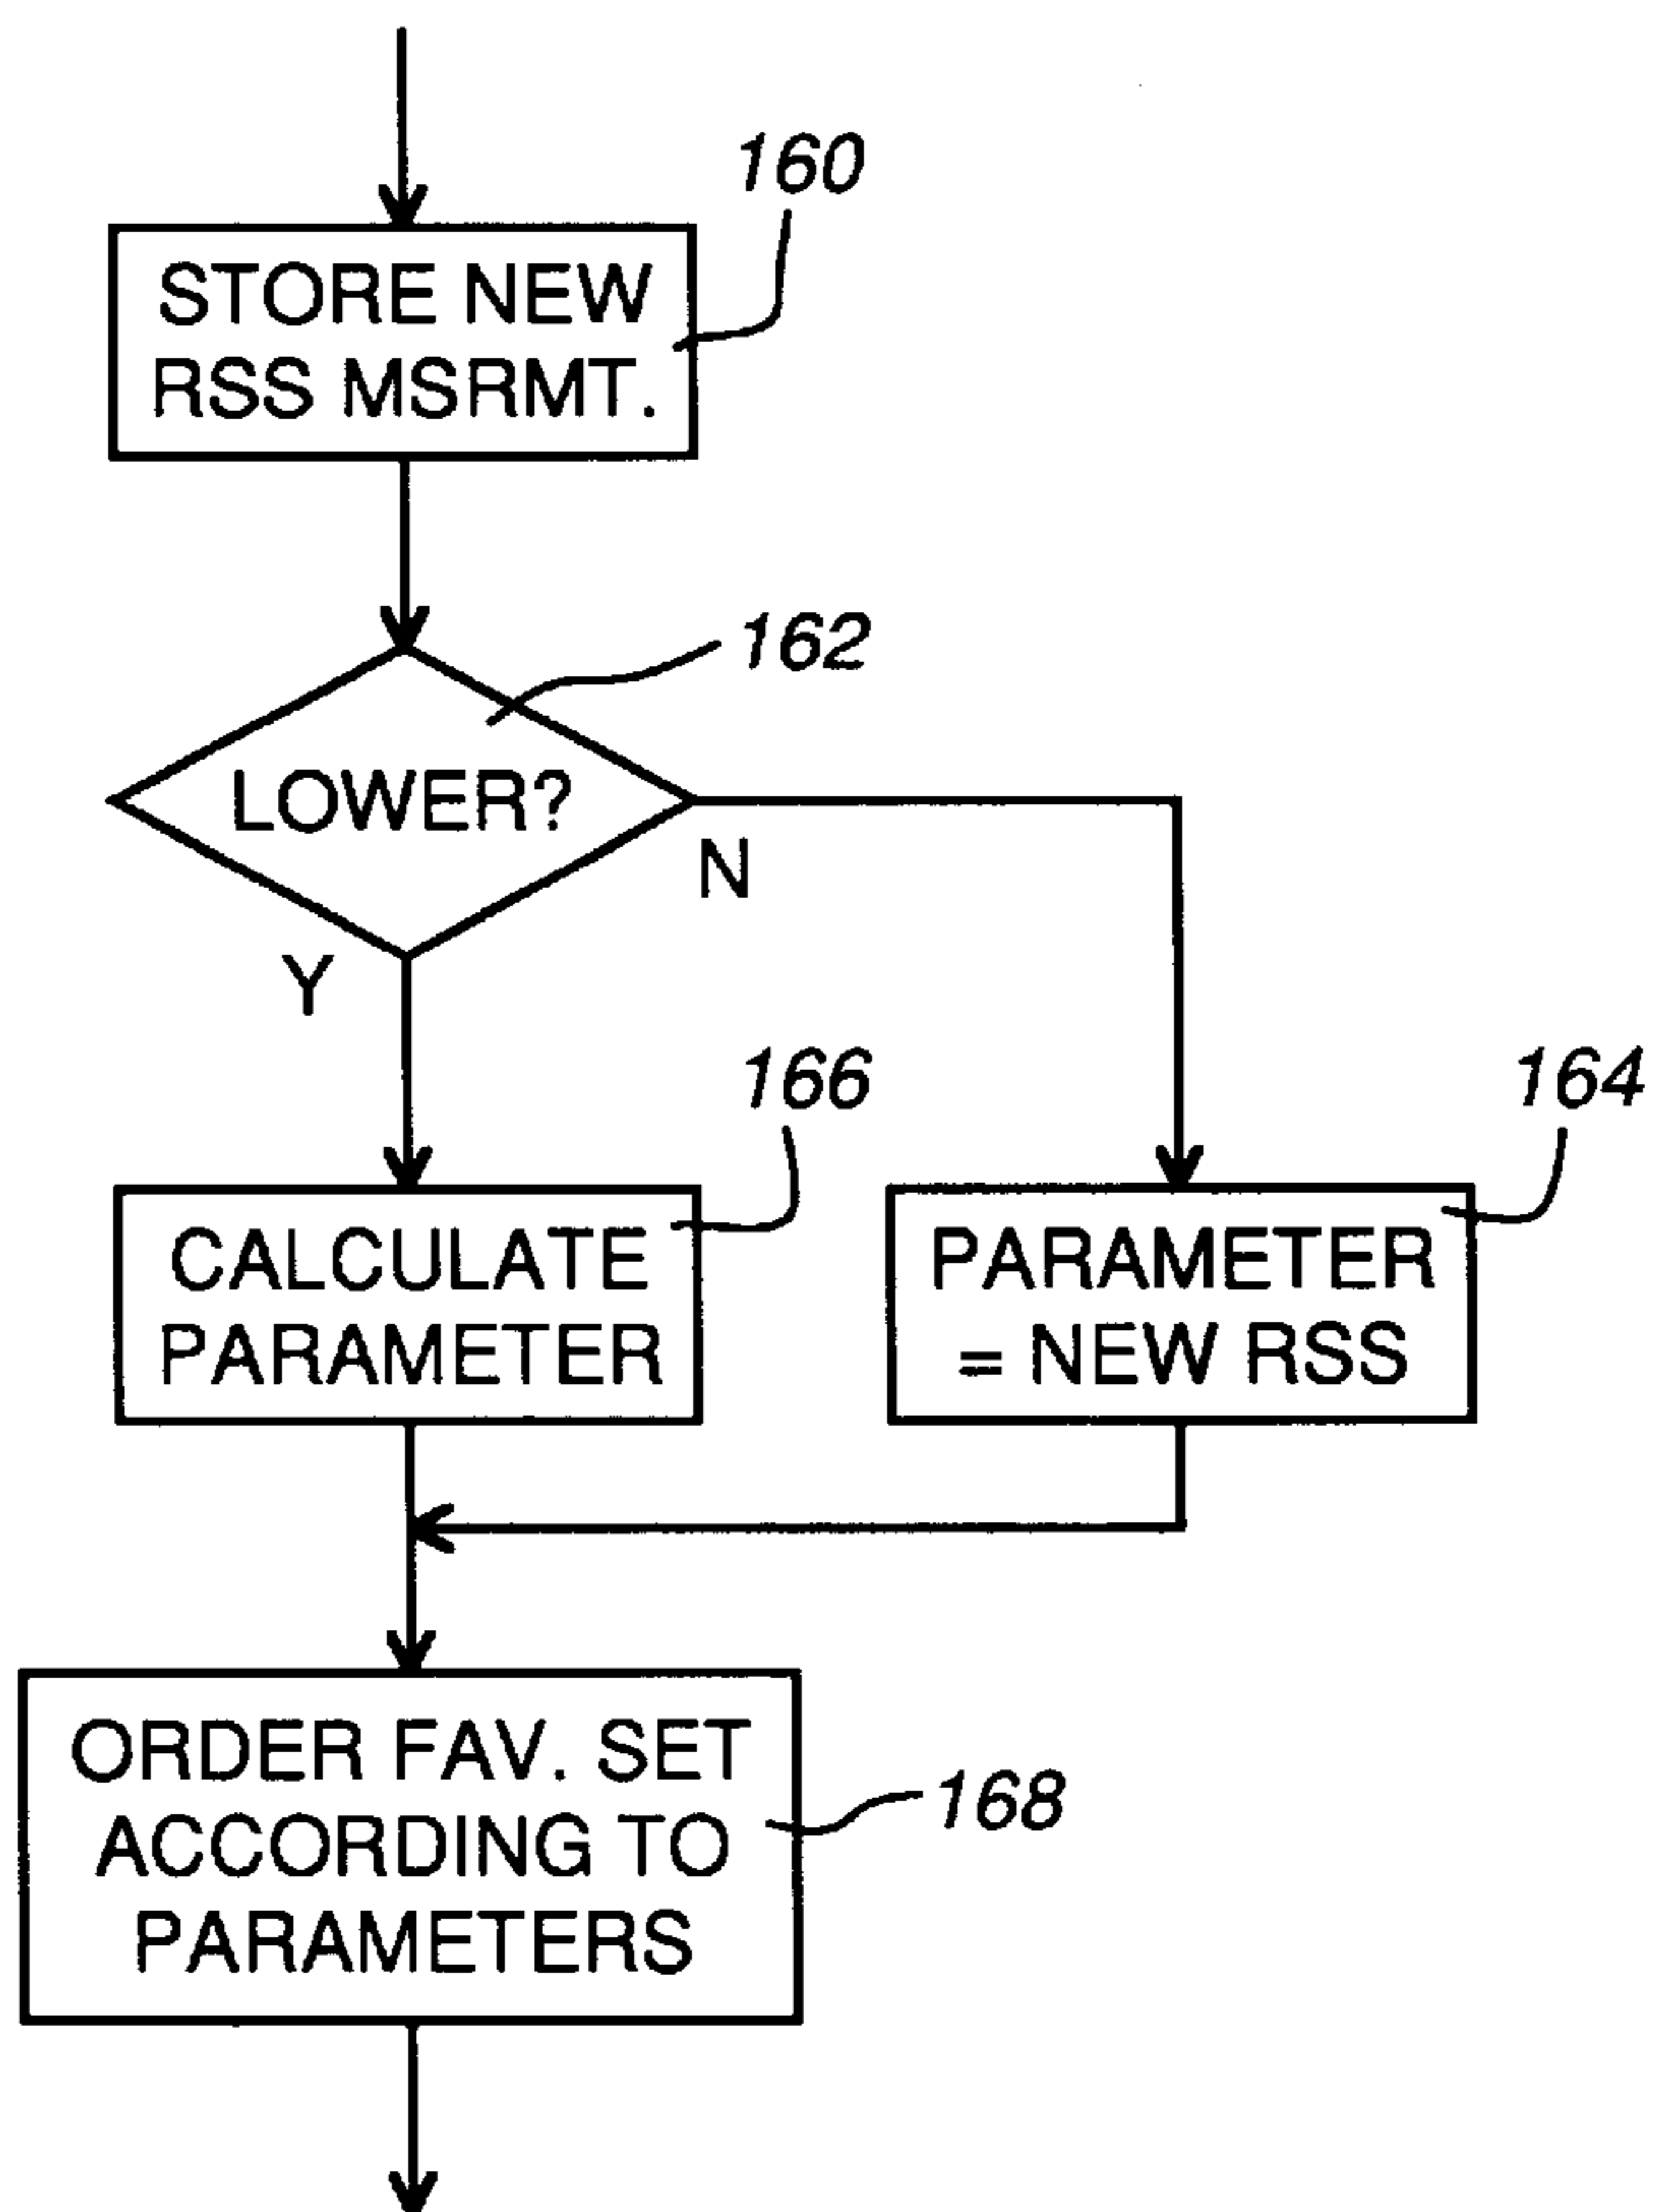 160
STORE NEW
RSS MSRMT.
162
LOWER?
N
Y
166
164
CALCULATE
PARAMETER
PARAMETER
= NEW RSS
ORDER FAV. SET
ACCORDING TO
PARAMETERS
168